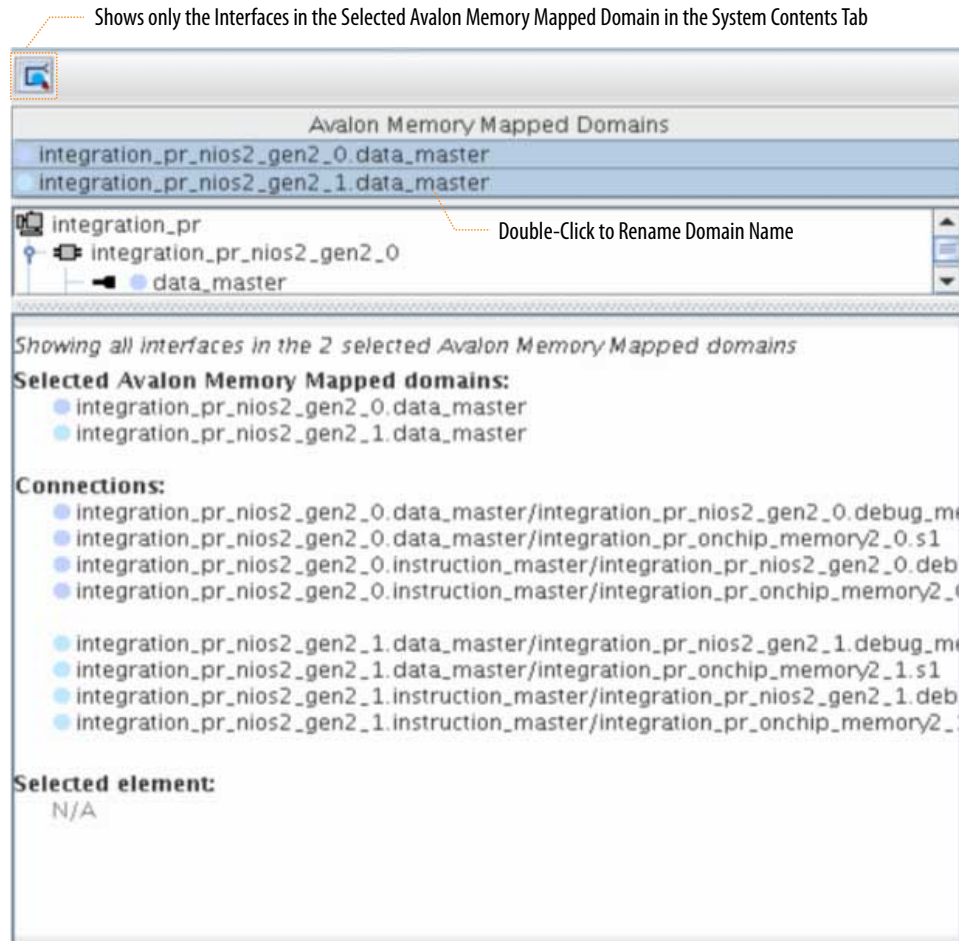 Shows only the Interfaces in the Selected Avalon Memory Mapped Domain in the System Contents Tab
Avalon Memory Mapped Domains
integration_pr_nios2_gen2_0.data_master
integration_pr_nios2_gen2_1.data_master
integration_pr
Double-Click to Rename Domain Name
integration_pr_nios2_gen2_0
data_master
Showing all interfaces in the 2 selected Avalon Memory Mapped domains
Selected Avalon Memory Mapped domains:
integration_pr_nios2_gen2_0.data_master
integration_pr_nios2_gen2_1.data_master
Connections:
integration_pr_nios2_gen2_0.data_master/integration_pr_nios2_gen2_0.debug_me
integration_pr_nios2_gen2_0.data_master/integration_pr_onchip_memory2_0.s1
integration_pr_nios2_gen2_0.instruction_master/integration_pr_nios2_gen2_0.deb
integration_pr_nios2_gen2_0.instruction_master/integration_pr_onchip_memory2_0
integration_pr_nios2_gen2_1.data_master/integration_pr_nios2_gen2_1.debug_me
integration_pr_nios2_gen2_1.data_master/integration_pr_onchip_memory2_1.s1
integration_pr_nios2_gen2_1.instruction_master/integration_pr_nios2_gen2_1.deb
integration_pr_nios2_gen2_1.instruction_master/integration_pr_onchip_memory2_
Selected element:
N/A